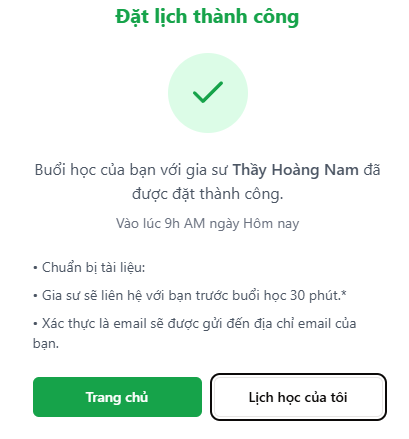 Đặt lịch thành công
Buổi học của bạn với gia sư Thầy Hoàng Nam đã
được đặt thành công.
Vào lúc 9h AM ngày Hôm nay
• Chuẩn bị tài liệu:
• Gia sư sẽ liên hệ với bạn trước buổi học 30 phút.*
• Xác thực là email sẽ được gửi đến địa chỉ email của
bạn.
Trang chủ
Lịch học của tôi